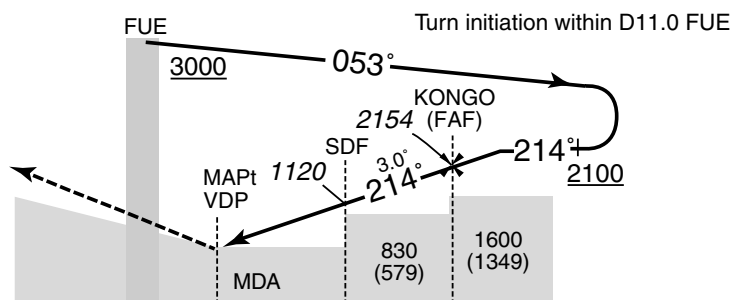 Turn initiation within D11.0 FUE
FUE
3000
053°
KONGO
(FAF)
2154
SDF
214°
2100
3.0°
214°
1120
MAPt
VDP
1600
(1349)
830
(579)
MDA